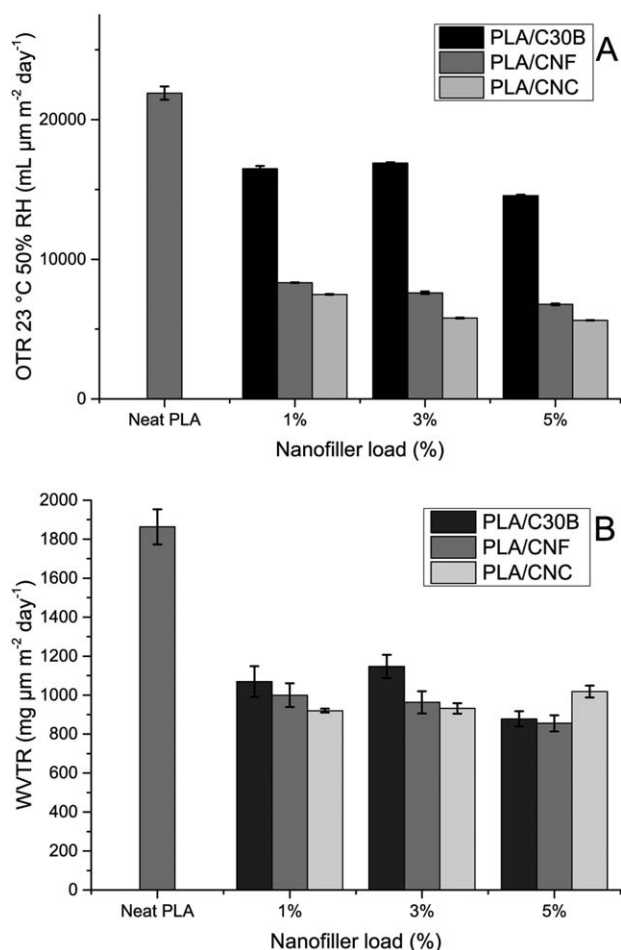 PLA/C30B
PLA/CNF
PLA/CNC
A
OTR 23 °C 50% RH (mL µm m⁻² day⁻¹)
20000
10000
0
Neat PLA 1% 3% 5%
Nanofiller load (%)
PLA/C30B
PLA/CNF
PLA/CNC
B
WVTR (mg µm m⁻² day⁻¹)
2000
1800
1600
1400
1200
1000
800
600
400
200
0
Neat PLA 1% 3% 5%
Nanofiller load (%)